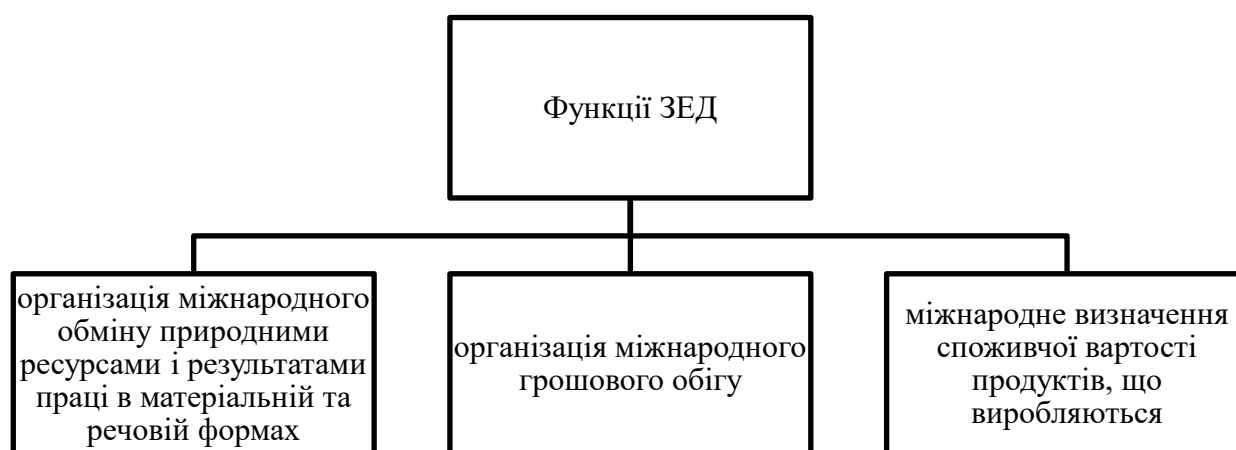 Функції ЗЕД
організація міжнародного
обміну природними
ресурсами і результатами
праці в матеріальній та
речовій формах
організація міжнародного
грошового обігу
міжнародне визначення
споживчої вартості
продуктів, що
виробляються